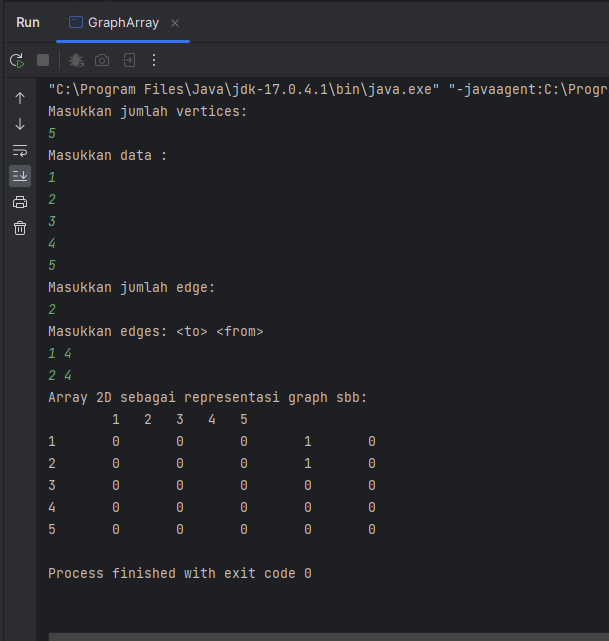 Run GraphArray
"C:\Program Files\Java\jdk-17.0.4.1\bin\java.exe" "-javaagent:C:\Progr
Masukkan jumlah vertices:
5
Masukkan data :
1
2
3
4
5
Masukkan jumlah edge:
2
Masukkan edges: <to> <from>
1 4
2 4
Array 2D sebagai representasi graph sbb:
1 2 3 4 5
1 0 0 0 1 0
2 0 0 0 1 0
3 0 0 0 0 0
4 0 0 0 0 0
5 0 0 0 0 0
Process finished with exit code 0